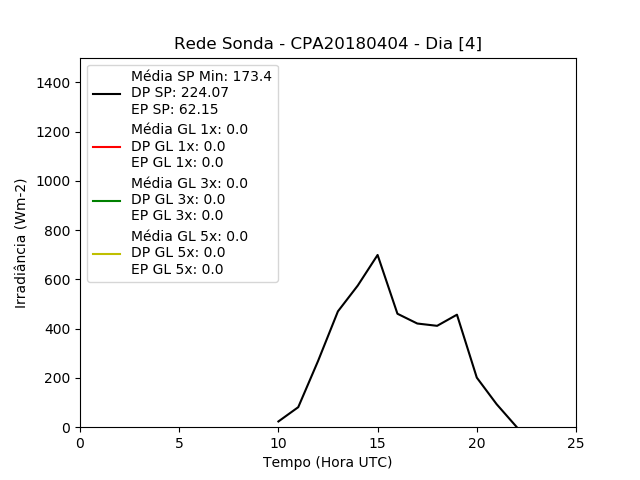 Rede Sonda - CPA20180404 - Dia [4]
Média SP Min: 173.4
DP SP: 224.07
EP SP: 62.15
Média GL 1x: 0.0
DP GL 1x: 0.0
EP GL 1x: 0.0
Média GL 3x: 0.0
DP GL 3x: 0.0
EP GL 3x: 0.0
Média GL 5x: 0.0
DP GL 5x: 0.0
EP GL 5x: 0.0
Irradiância (Wm-2)
1400
1200
1000
800
600
400
200
0
0 5 10 15 20 25
Tempo (Hora UTC)